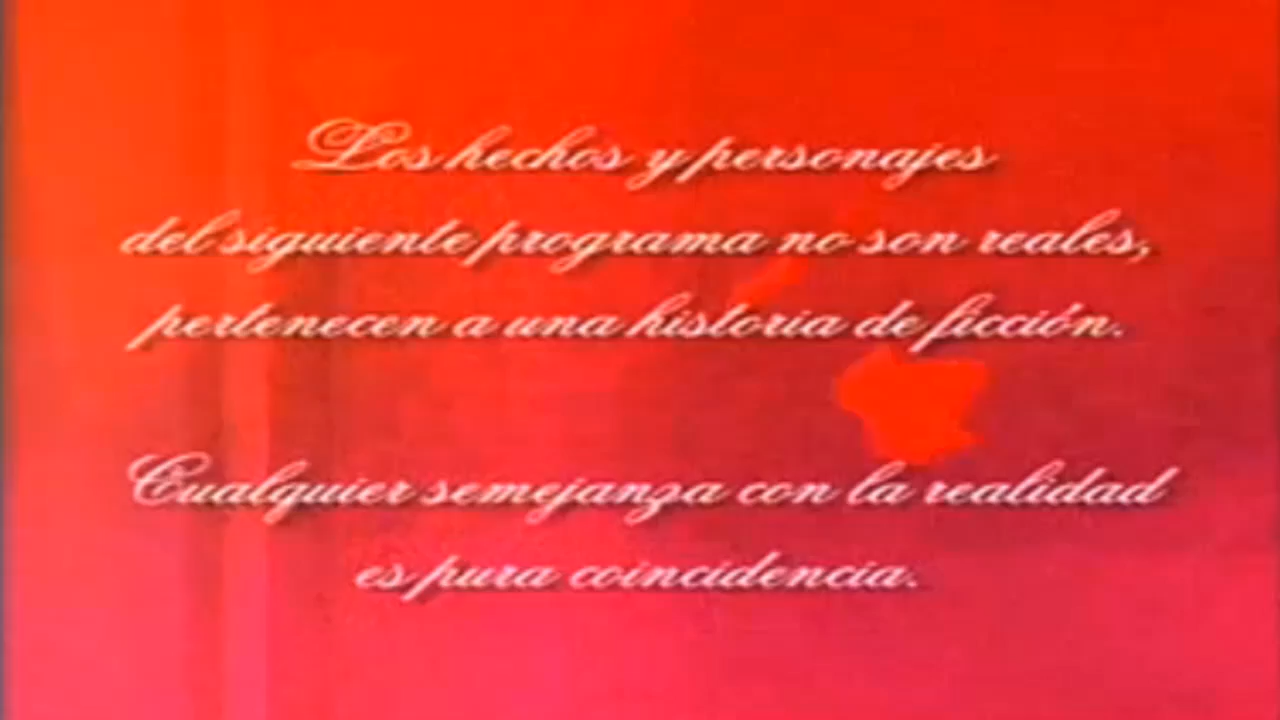 Los hechos y personajes
del siguiente programa no son reales,
pertenecen a una historia de ficción.
Cualquier semejanza con la realidad
es pura coincidencia.